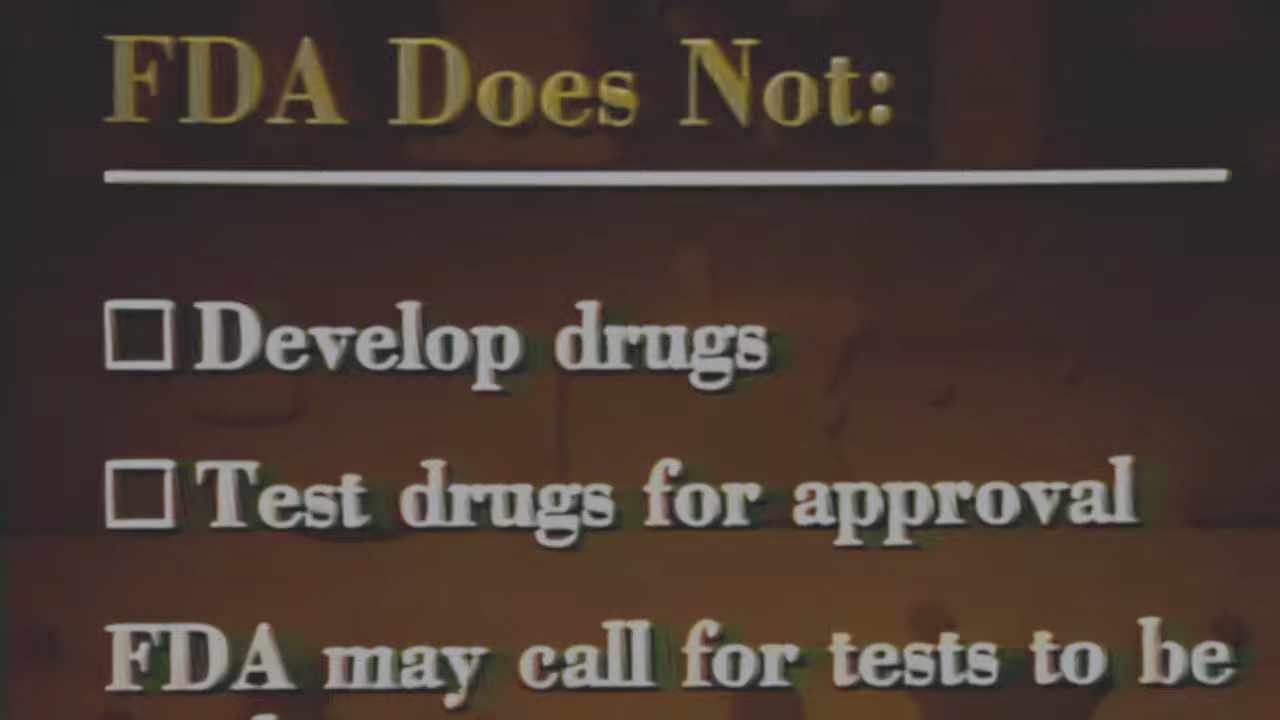 FDA Does Not:
☐ Develop drugs
☐ Test drugs for approval
FDA may call for tests to be